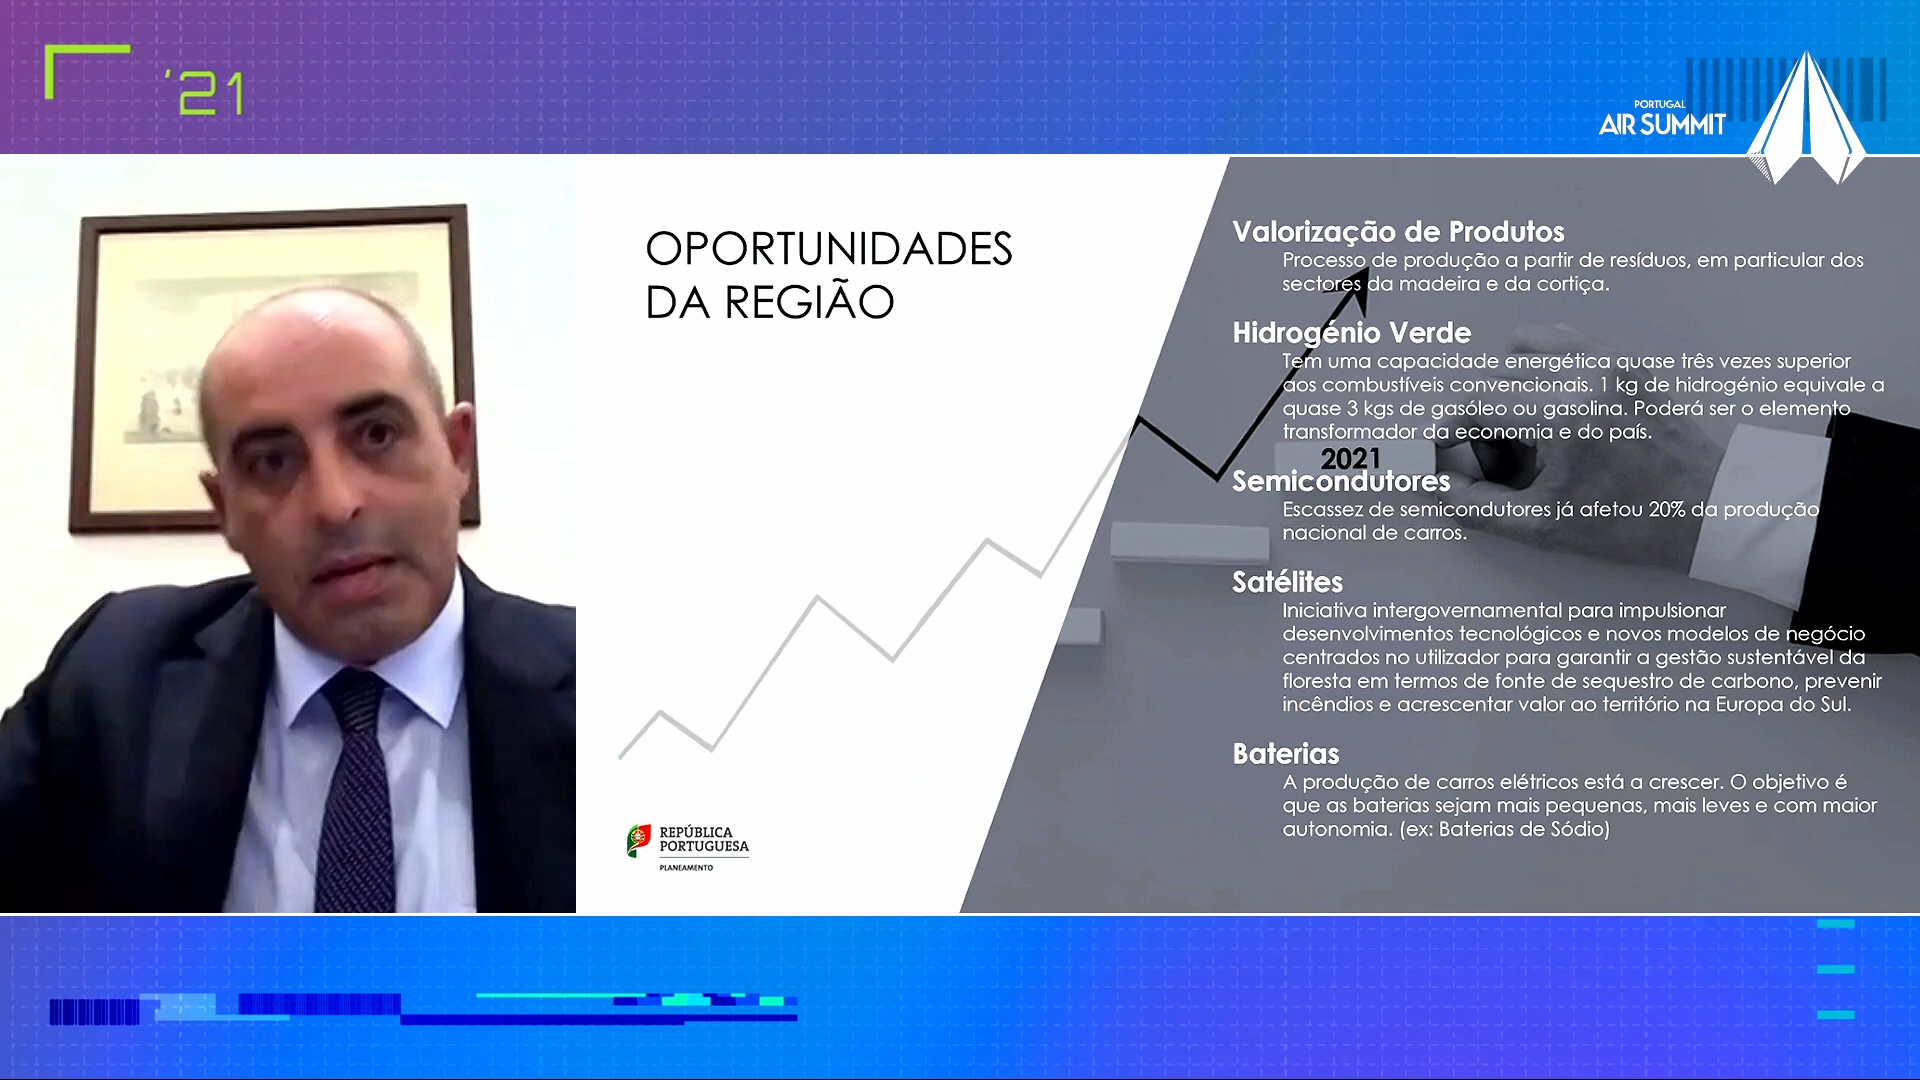 '21
PORTUGAL
AIR SUMMIT
OPORTUNIDADES
DA REGIÃO
REPÚBLICA
PORTUGUESA
PLANEAMENTO
Valorização de Produtos
Processo de produção a partir de resíduos, em particular dos
sectores da madeira e da cortiça.
Hidrogénio Verde
Tem uma capacidade energética quase três vezes superior
aos combustíveis convencionais. 1 kg de hidrogénio equivale a
quase 3 kgs de gasóleo ou gasolina. Poderá ser o elemento
transformador da economia e do país.
2021
Semicondutores
Escassez de semicondutores já afetou 20% da produção
nacional de carros.
Satélites
Iniciativa intergovernamental para impulsionar
desenvolvimentos tecnológicos e novos modelos de negócio
centrados no utilizador para garantir a gestão sustentável da
floresta em termos de fonte de sequestro de carbono, prevenir
incêndios e acrescentar valor ao território na Europa do Sul.
Baterias
A produção de carros elétricos está a crescer. O objetivo é
que as baterias sejam mais pequenas, mais leves e com maior
autonomia. (ex: Baterias de Sódio)